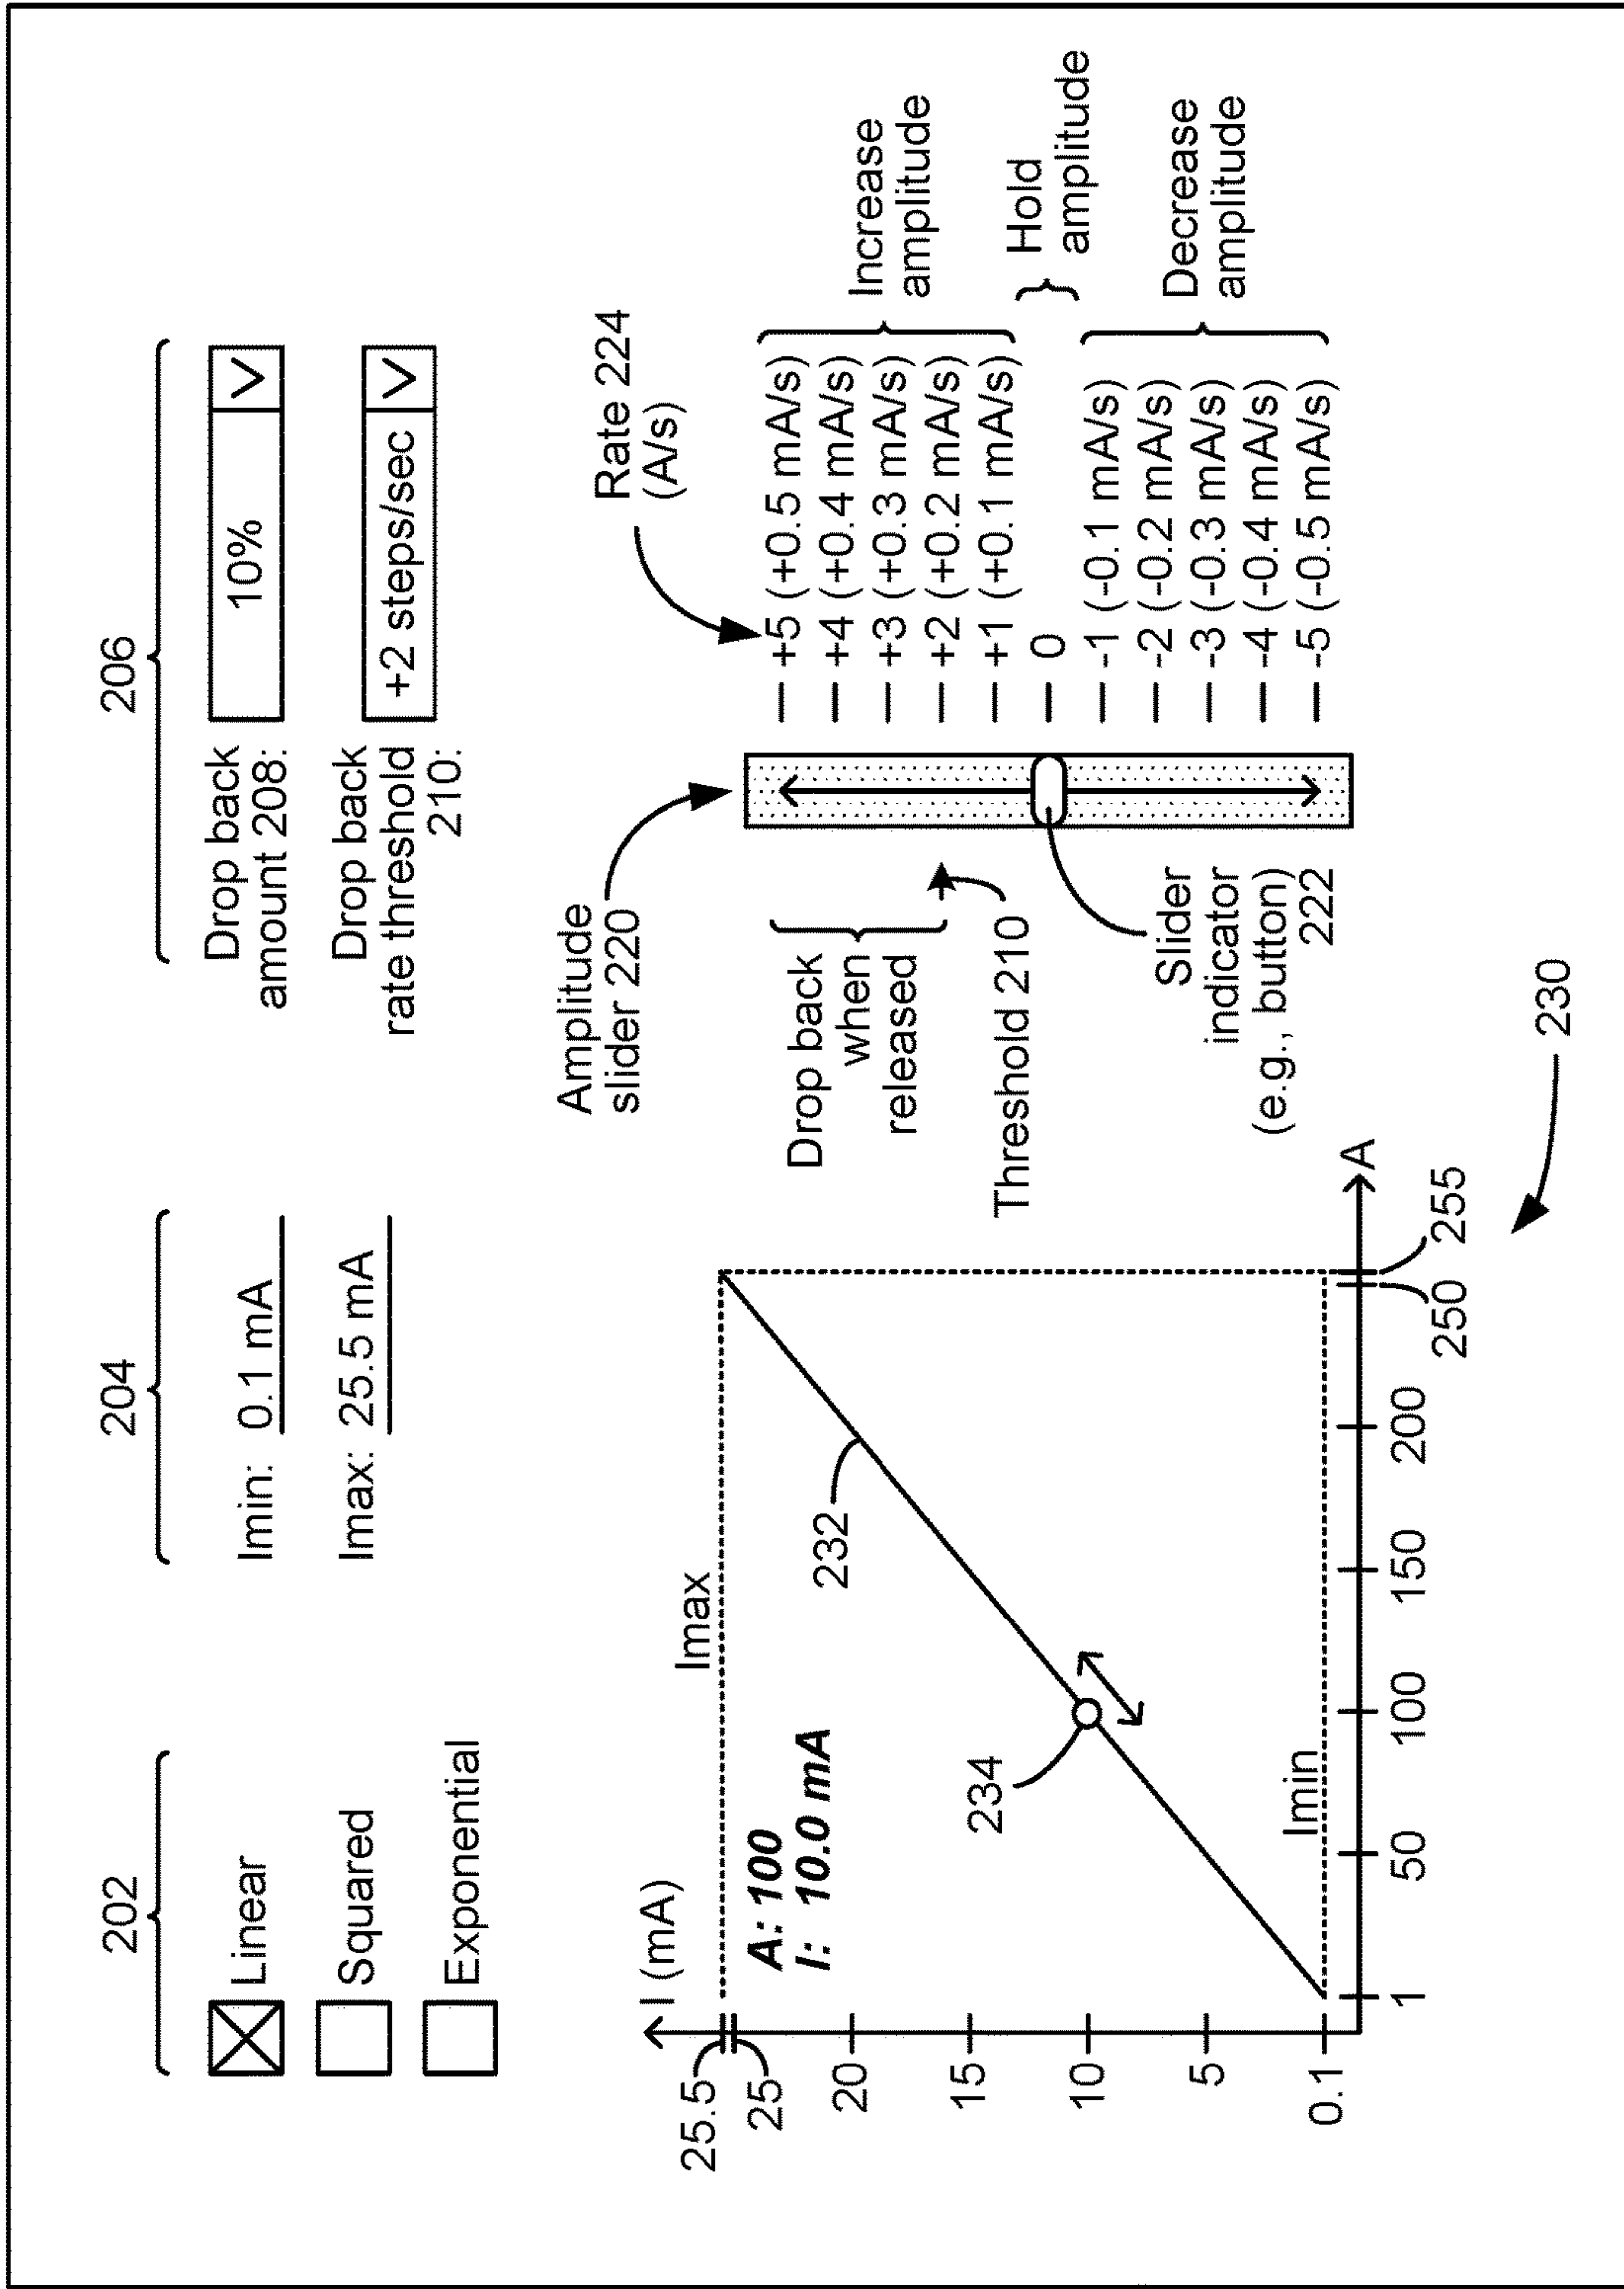 202
204
206
Linear
Squared
Exponential
Imin: 0.1 mA
Imax: 25.5 mA
Drop back
amount 208:
10%
Drop back
rate threshold
210:
+2 steps/sec
I (mA)
25.5
25
20
15
10
5
0.1
Imax
A: 100
I: 10.0 mA
232
234
Imin
1
50
100
150
200
250
255
A
230
Amplitude
slider 220
Rate 224
(A/s)
Drop back
when
released
Threshold 210
Slider
indicator
(e.g., button)
222
+5 (+0.5 mA/s)
+4 (+0.4 mA/s)
+3 (+0.3 mA/s)
+2 (+0.2 mA/s)
+1 (+0.1 mA/s)
0
-1 (-0.1 mA/s)
-2 (-0.2 mA/s)
-3 (-0.3 mA/s)
-4 (-0.4 mA/s)
-5 (-0.5 mA/s)
Increase
amplitude
Hold
amplitude
Decrease
amplitude